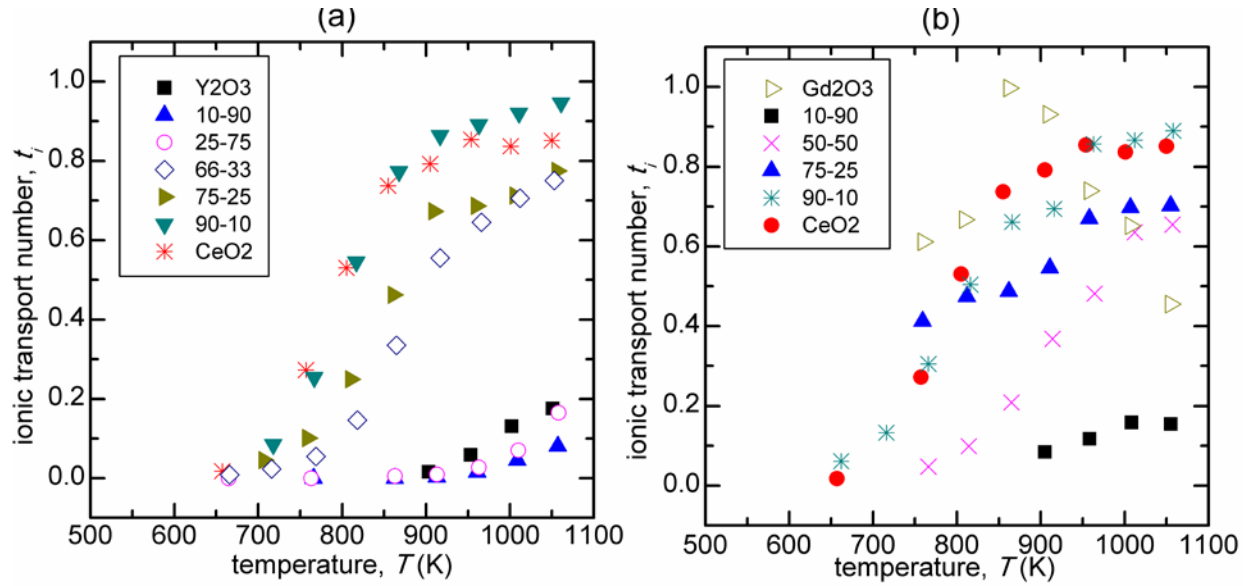 (a)
ionic transport number, t_i
1.0
0.8
0.6
0.4
0.2
0.0
Y2O3
10-90
25-75
66-33
75-25
90-10
CeO2
500 600 700 800 900 1000 1100
temperature, T (K)
(b)
ionic transport number, t_i
1.0
0.8
0.6
0.4
0.2
0.0
Gd2O3
10-90
50-50
75-25
90-10
CeO2
500 600 700 800 900 1000 1100
temperature, T (K)